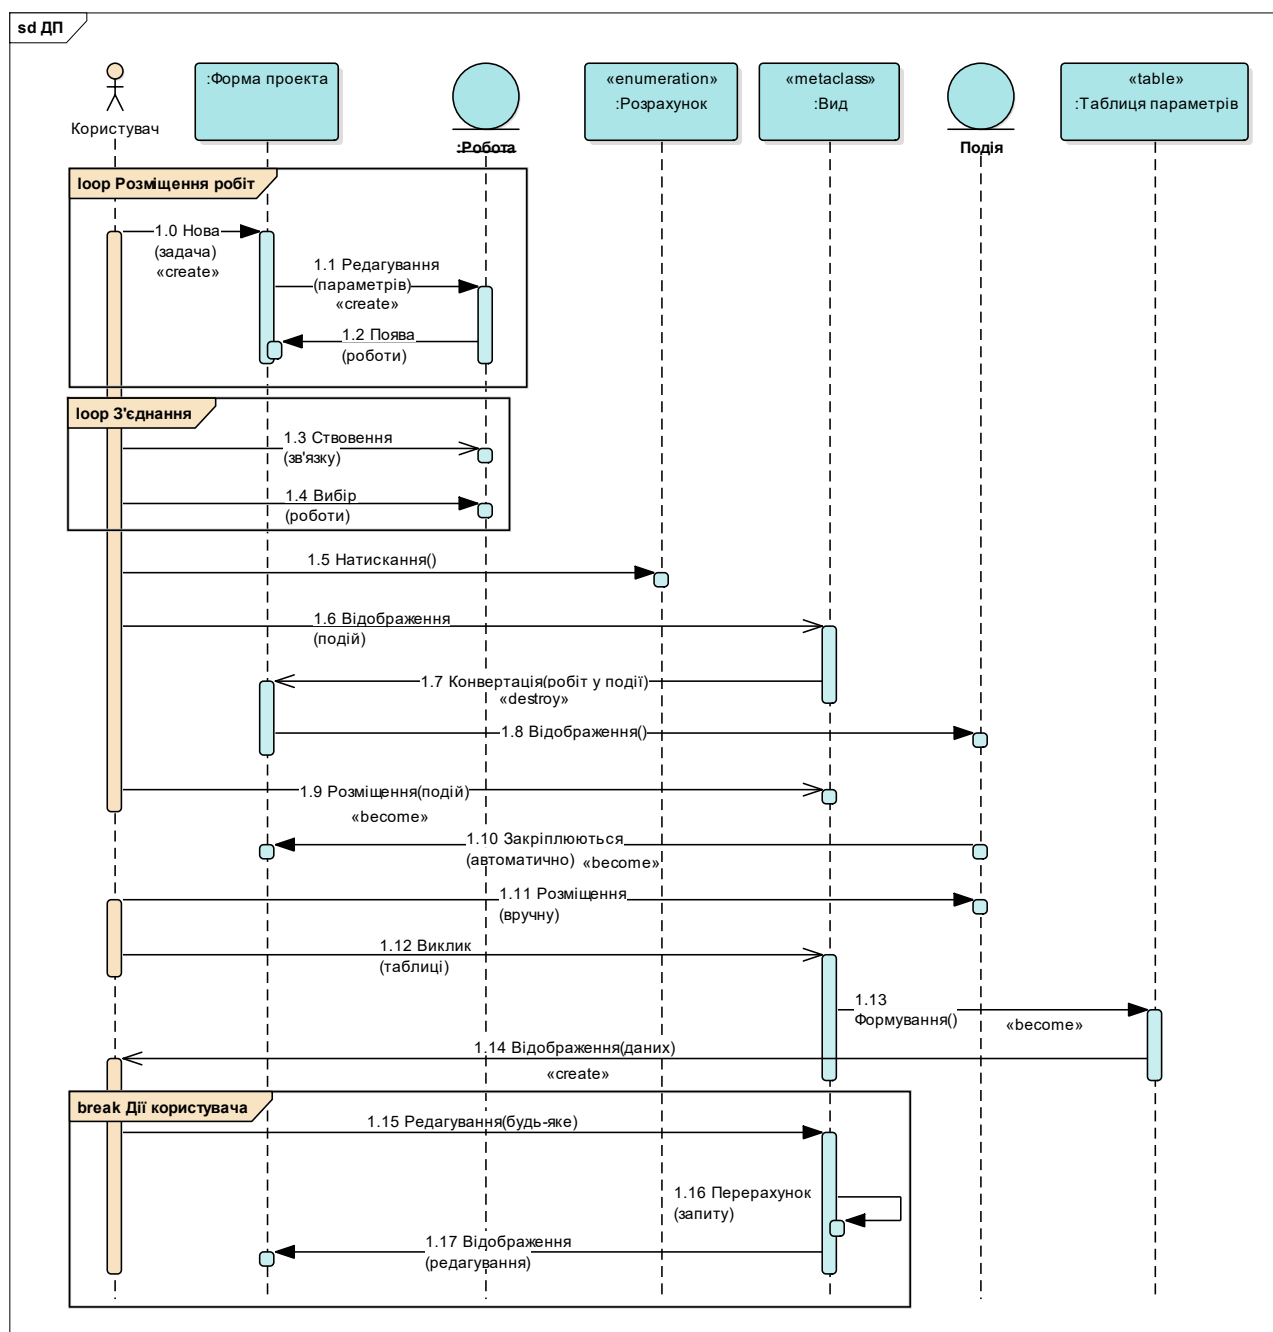 sd ДП
Користувач
:Форма проекта
:Робота
«enumeration»
:Розрахунок
«metaclass»
:Вид
Подія
«table»
:Таблиця параметрів
loop Розміщення робіт
1.0 Нова
(задача)
«create»
1.1 Редагування
(параметрів)
«create»
1.2 Поява
(роботи)
loop З'єднання
1.3 Ствовення
(зв'язку)
1.4 Вибір
(роботи)
1.5 Натискання()
1.6 Відображення
(подій)
1.7 Конвертація(робіт у події)
«destroy»
1.8 Відображення()
1.9 Розміщення(подій)
«become»
1.10 Закріплюються
(автоматично) «become»
1.11 Розміщення
(вручну)
1.12 Виклик
(таблиці)
1.13
Формування()
«become»
1.14 Відображення(даних)
«create»
break Дії користувача
1.15 Редагування(будь-яке)
1.16 Перерахунок
(запиту)
1.17 Відображення
(редагування)